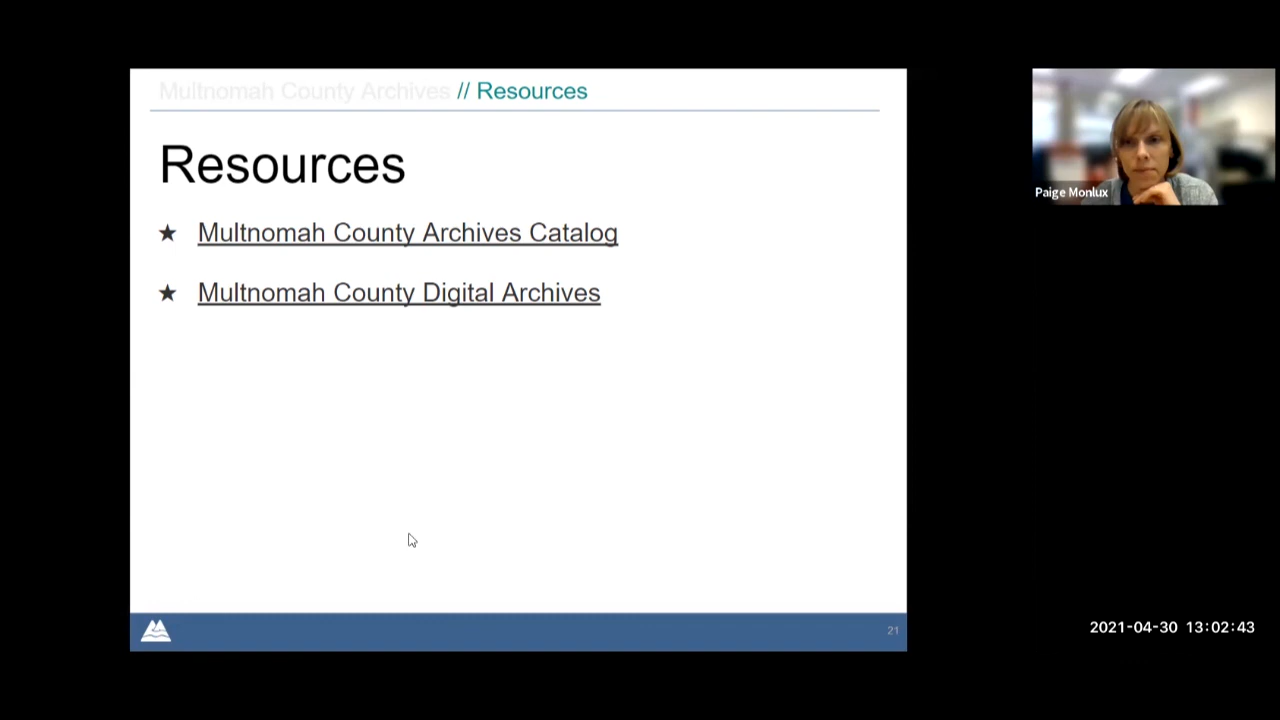 Multnomah County Archives // Resources
Resources
★ Multnomah County Archives Catalog
★ Multnomah County Digital Archives
21
Paige Monlux
2021-04-30 13:02:43